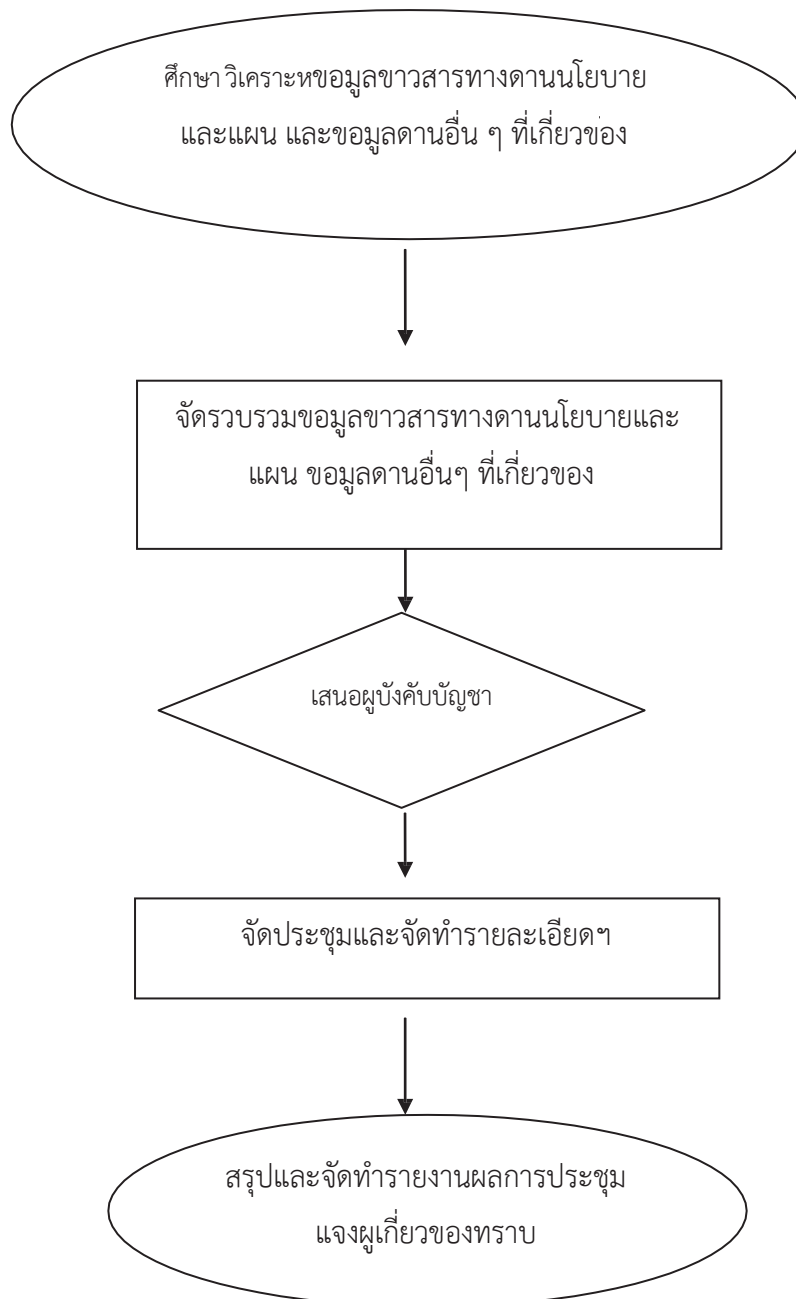 ศึกษา วิเคราะหขอมูลขาวสารทางดานนโยบาย
และแผน และขอมูลดานอื่น ๆ ที่เกี่ยวข่อง
จัดรวบรวมขอมูลขาวสารทางดานนโยบายและ
แผน ขอมูลดานอื่นๆ ที่เกี่ยวของ
เสนอผูบังคับบัญชา
จัดประชุมและจัดทำรายละเอียดฯ
สรุปและจัดทำรายงานผลการประชุม
แจงผูเกี่ยวของทราบ